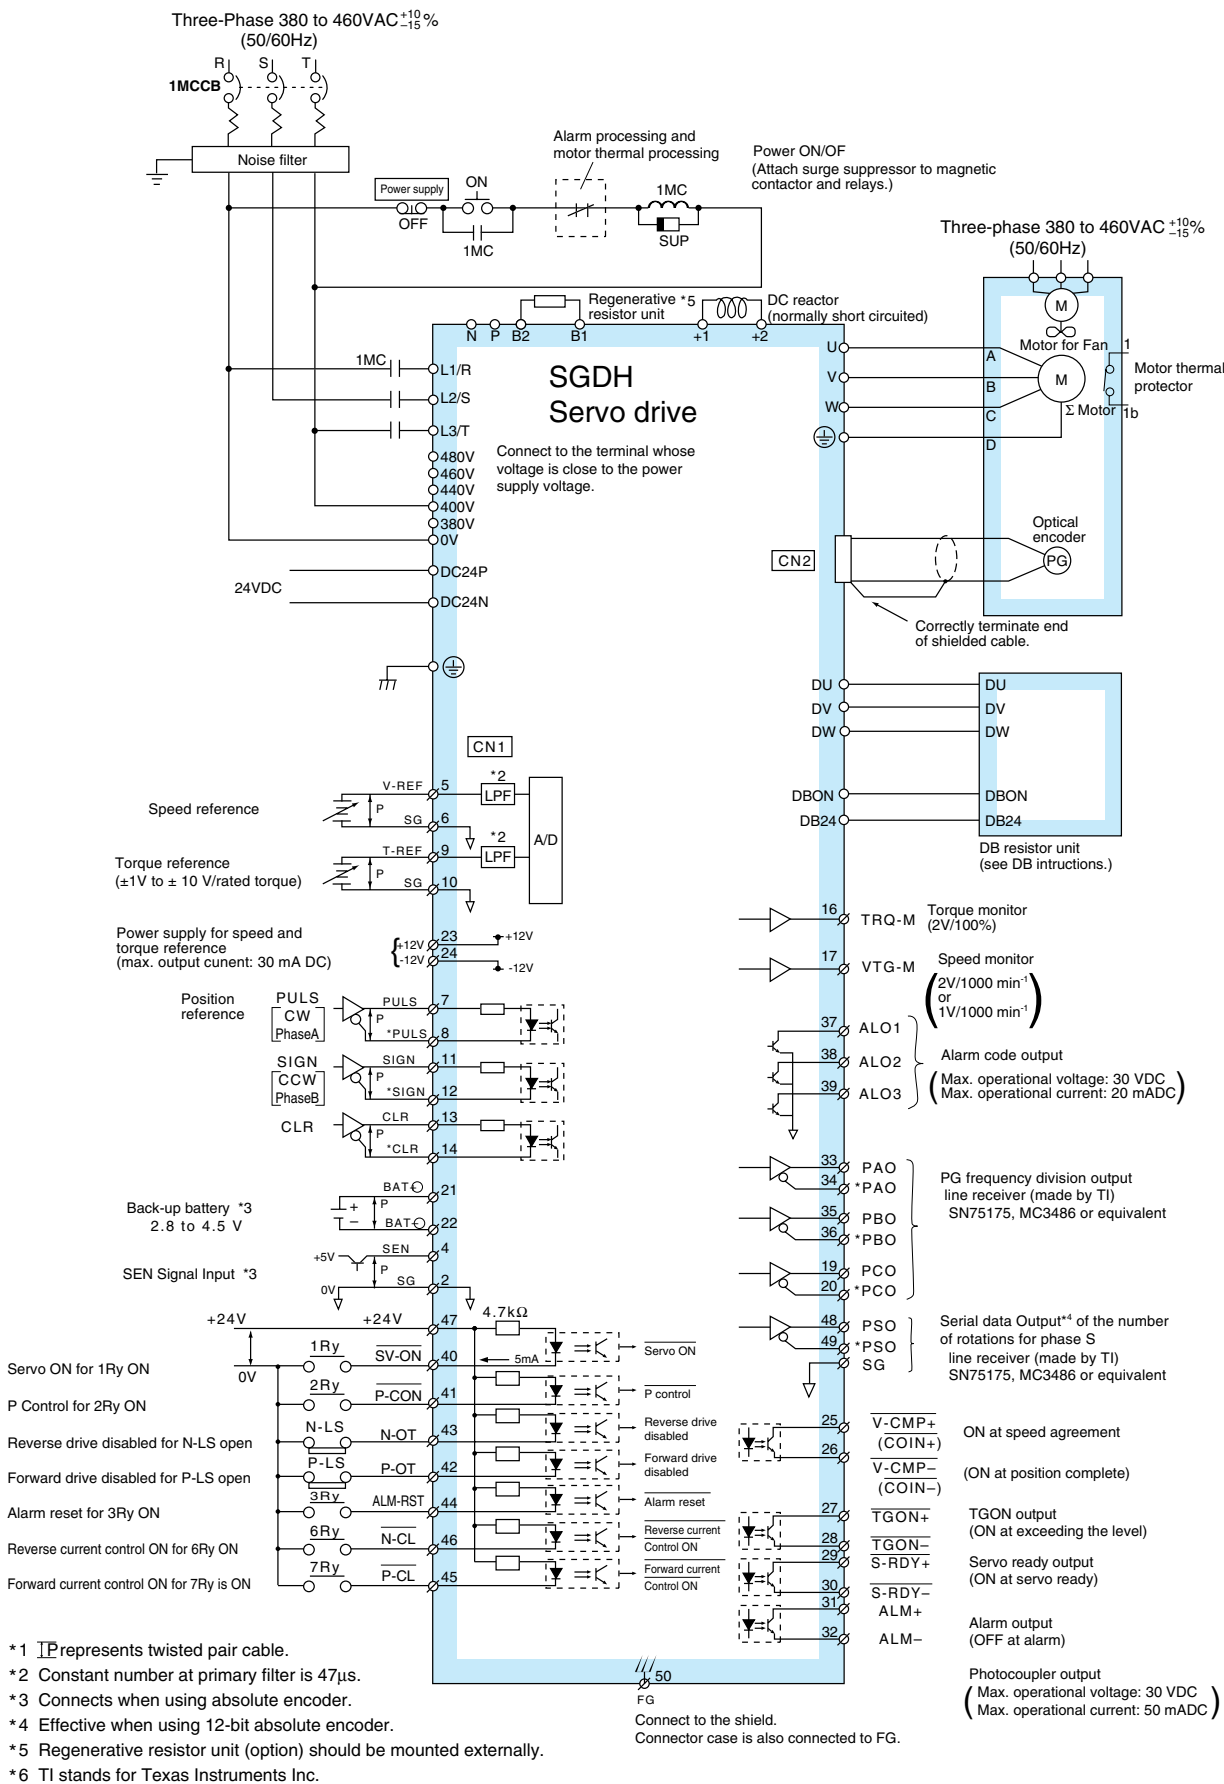 Three-Phase 380 to 460VAC +10 −15 %
(50/60Hz)
R S T
1MCCB
Noise filter
Alarm processing and
motor thermal processing
Power ON/OF
(Attach surge suppressor to magnetic
contactor and relays.)
Power supply
OFF
ON
1MC
1MC
SUP
Three-phase 380 to 460VAC +10 −15 %
(50/60Hz)
M
Motor for Fan
Regenerative *5
resistor unit
DC reactor
(normally short circuited)
N P B2 B1 +1 +2
1MC
L1/R
L2/S
L3/T
480V
460V
440V
400V
380V
0V
24VDC
DC24P
DC24N
SGDH
Servo drive
Connect to the terminal whose
voltage is close to the power
supply voltage.
U
V
W
A
B
C
D
M
Σ Motor
1
1b
Motor thermal
protector
CN2
Optical
encoder
PG
Correctly terminate end
of shielded cable.
DU DU
DV DV
DW DW
DBON DBON
DB24 DB24
DB resistor unit
(see DB intructions.)
CN1
Speed reference
V-REF 5
P
SG 6
*2
LPF
A/D
Torque reference
(±1V to ± 10 V/rated torque)
T-REF 9
P
SG 10
*2
LPF
Power supply for speed and
torque reference
(max. output cunent: 30 mA DC)
+12V 23 +12V
-12V 24 -12V
Position
reference
PULS
CW
PhaseA
PULS 7
P
*PULS 8
SIGN
CCW
PhaseB
SIGN 11
P
*SIGN 12
CLR
CLR 13
P
*CLR 14
Back-up battery *3
2.8 to 4.5 V
+
−
BAT+ 21
P
BAT− 22
SEN Signal Input *3
+5V
SEN 4
P
0V
SG 2
+24V
+24V 47
4.7kΩ
5mA
0V
Servo ON for 1Ry ON
1Ry
SV-ON 40
Servo ON
P Control for 2Ry ON
2Ry
P-CON 41
P control
Reverse drive disabled for N-LS open
N-LS
N-OT 43
Reverse drive
disabled
Forward drive disabled for P-LS open
P-LS
P-OT 42
Forward drive
disabled
Alarm reset for 3Ry ON
3Ry
ALM-RST 44
Alarm reset
Reverse current control ON for 6Ry ON
6Ry
N-CL 46
Reverse current
Control ON
Forward current control ON for 7Ry is ON
7Ry
P-CL 45
Forward current
Control ON
16 TRQ-M
Torque monitor
(2V/100%)
17 VTG-M
Speed monitor
(2V/1000 min-1
or
1V/1000 min-1)
37 ALO1
38 ALO2
39 ALO3
Alarm code output
(Max. operational voltage: 30 VDC
Max. operational current: 20 mADC)
33 PAO
34 *PAO
35 PBO
36 *PBO
19 PCO
20 *PCO
PG frequency division output
line receiver (made by TI)
SN75175, MC3486 or equivalent
48 PSO
49 *PSO
SG
Serial data Output*4 of the number
of rotations for phase S
line receiver (made by TI)
SN75175, MC3486 or equivalent
25 V-CMP+
(COIN+)
ON at speed agreement
26 V-CMP−
(COIN−)
(ON at position complete)
27 TGON+
28 TGON−
TGON output
(ON at exceeding the level)
29 S-RDY+
30 S-RDY−
Servo ready output
(ON at servo ready)
31 ALM+
32 ALM−
Alarm output
(OFF at alarm)
Photocoupler output
(Max. operational voltage: 30 VDC
Max. operational current: 50 mADC)
50
FG
Connect to the shield.
Connector case is also connected to FG.
*1 P represents twisted pair cable.
*2 Constant number at primary filter is 47µs.
*3 Connects when using absolute encoder.
*4 Effective when using 12-bit absolute encoder.
*5 Regenerative resistor unit (option) should be mounted externally.
*6 TI stands for Texas Instruments Inc.